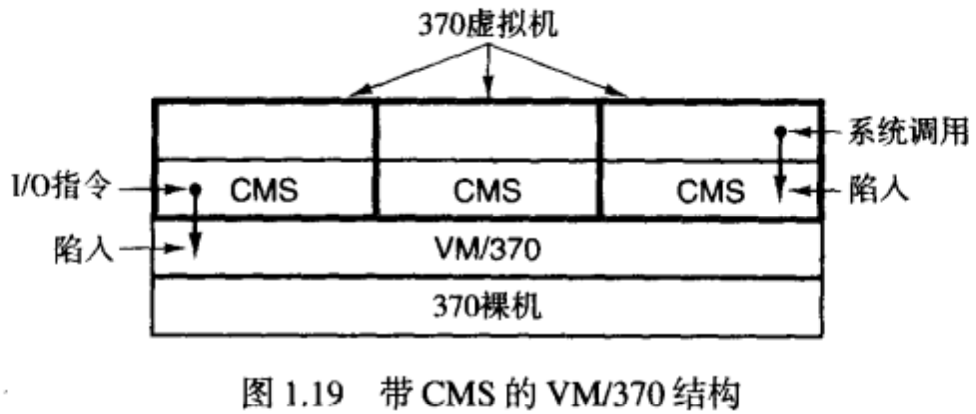 370虚拟机
系统调用
I/O指令
CMS
CMS
CMS
陷入
陷入
VM/370
370裸机
图 1.19 带 CMS 的 VM/370 结构